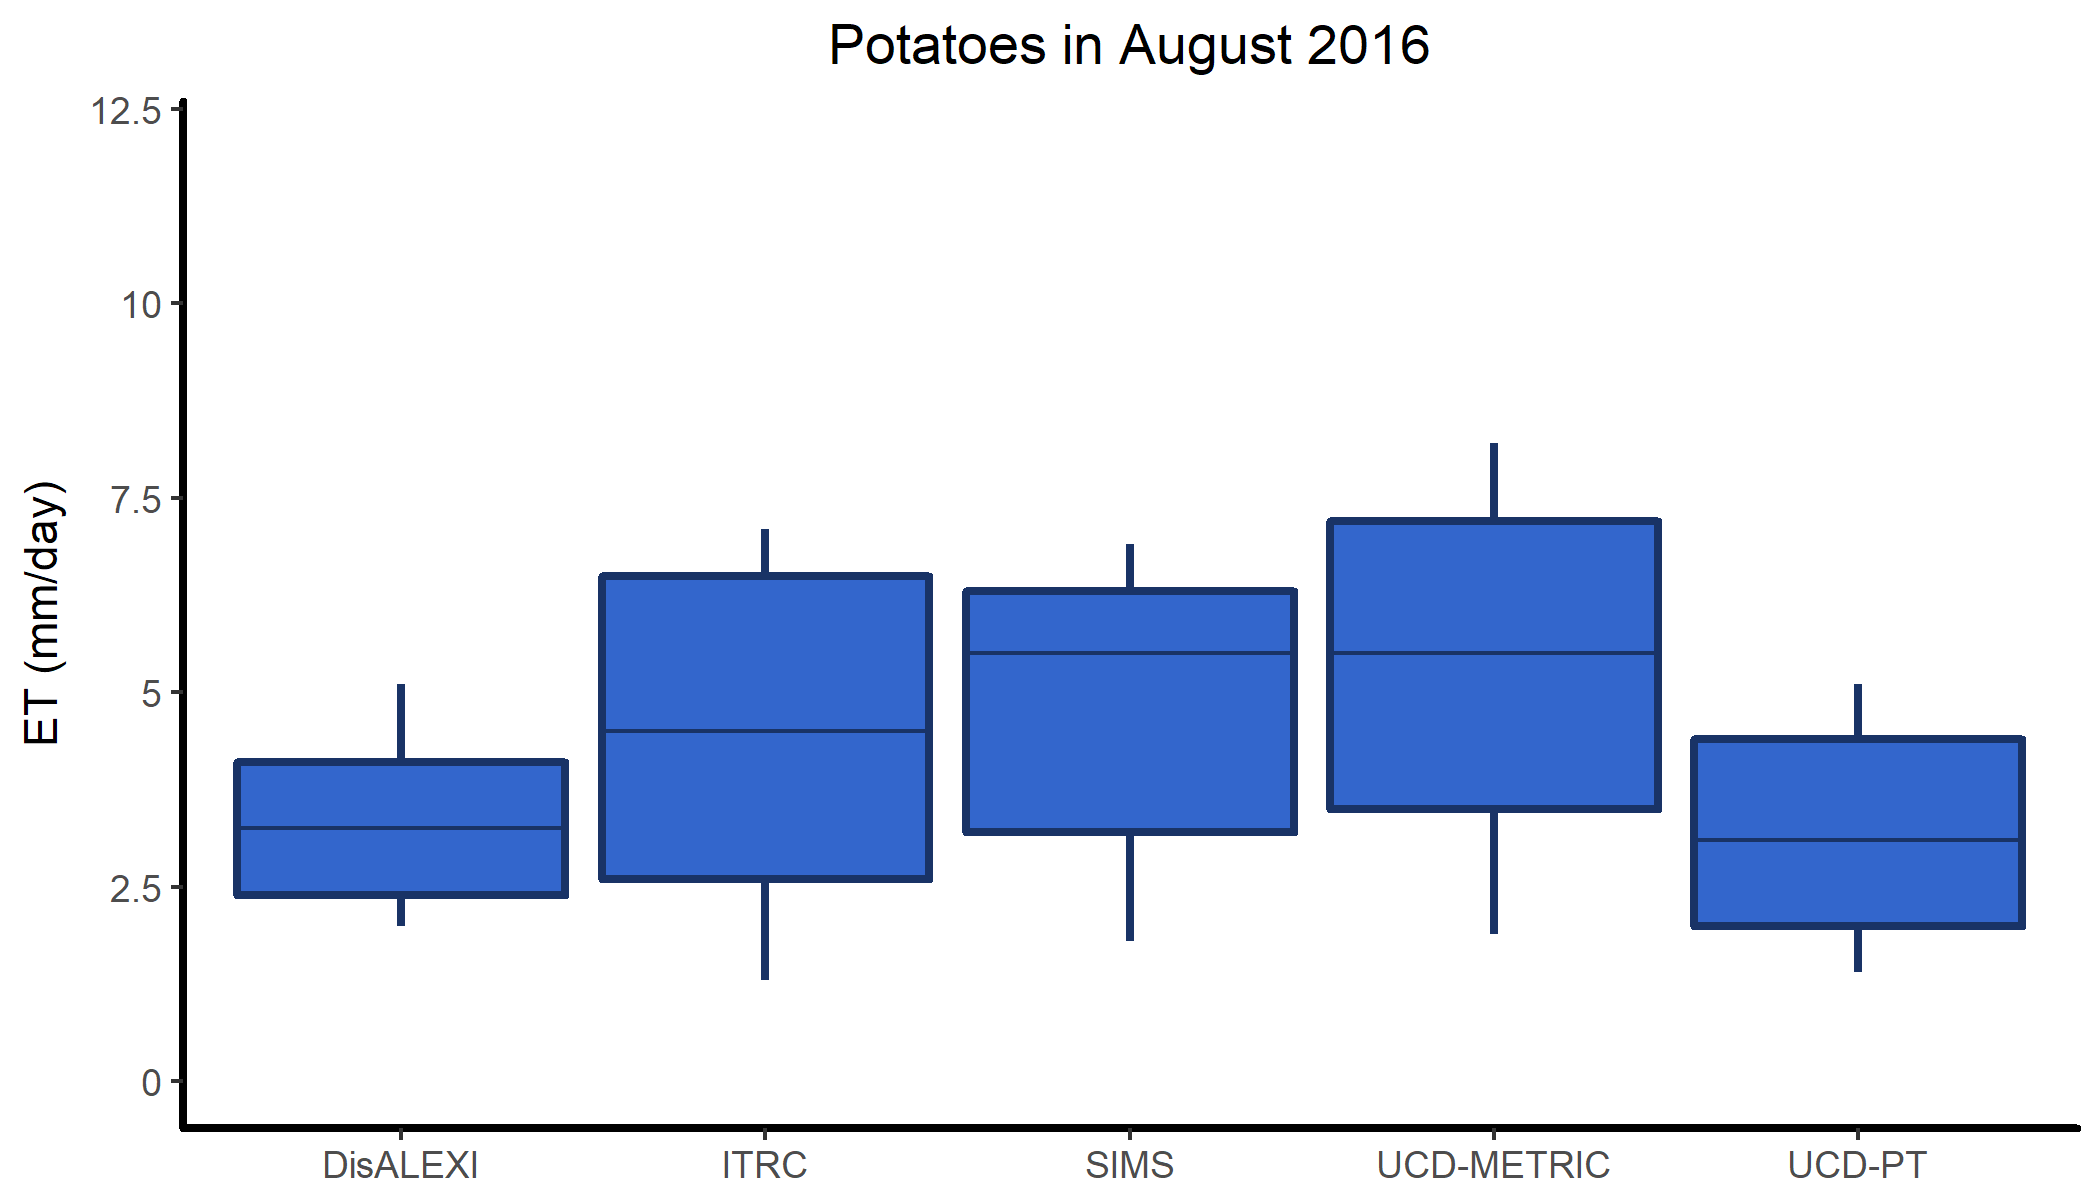 Potatoes in August 2016
ET (mm/day)
12.5
10
7.5
5
2.5
0
DisALEXI ITRC SIMS UCD-METRIC UCD-PT